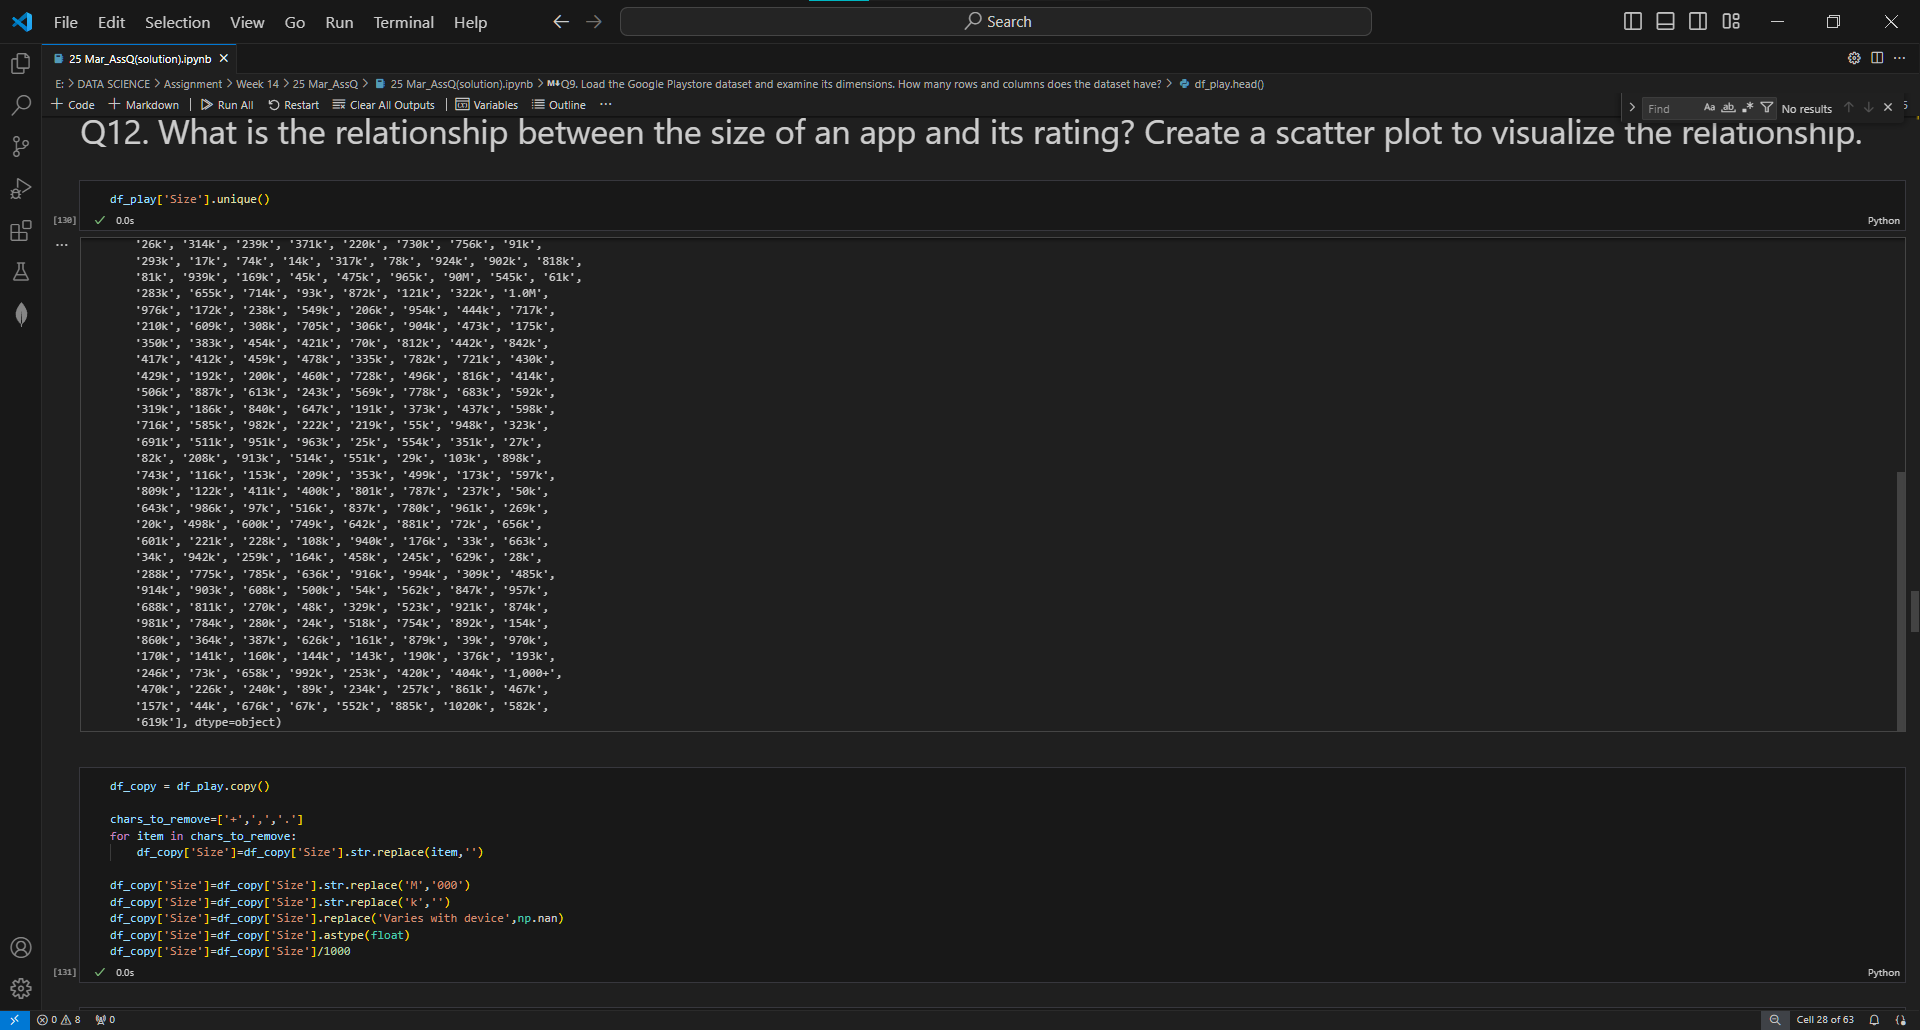 File Edit Selection View Go Run Terminal Help
Search
25 Mar_AssQ(solution).ipynb
E: > DATA SCIENCE > Assignment > Week 14 > 25 Mar_AssQ > 25 Mar_AssQ(solution).ipynb > M↓Q9. Load the Google Playstore dataset and examine its dimensions. How many rows and columns does the dataset have? > df_play.head()
+ Code + Markdown | Run All Restart Clear All Outputs | Variables Outline ...
Find Aa ab .* No results
Q12. What is the relationship between the size of an app and its rating? Create a scatter plot to visualize the relationship.
df_play['Size'].unique()
[130] ✓ 0.0s Python
'26k', '314k', '239k', '371k', '220k', '730k', '756k', '91k',
'293k', '17k', '74k', '14k', '317k', '78k', '924k', '902k', '818k',
'81k', '939k', '169k', '45k', '475k', '965k', '90M', '545k', '61k',
'283k', '655k', '714k', '93k', '872k', '121k', '322k', '1.0M',
'976k', '172k', '238k', '549k', '206k', '954k', '444k', '717k',
'210k', '609k', '308k', '705k', '306k', '904k', '473k', '175k',
'350k', '383k', '454k', '421k', '70k', '812k', '442k', '842k',
'417k', '412k', '459k', '478k', '335k', '782k', '721k', '430k',
'429k', '192k', '200k', '460k', '728k', '496k', '816k', '414k',
'506k', '887k', '613k', '243k', '569k', '778k', '683k', '592k',
'319k', '186k', '840k', '647k', '191k', '373k', '437k', '598k',
'716k', '585k', '982k', '222k', '219k', '55k', '948k', '323k',
'691k', '511k', '951k', '963k', '25k', '554k', '351k', '27k',
'82k', '208k', '913k', '514k', '551k', '29k', '103k', '898k',
'743k', '116k', '153k', '209k', '353k', '499k', '173k', '597k',
'809k', '122k', '411k', '400k', '801k', '787k', '237k', '50k',
'643k', '986k', '97k', '516k', '837k', '780k', '961k', '269k',
'20k', '498k', '600k', '749k', '642k', '881k', '72k', '656k',
'601k', '221k', '228k', '108k', '940k', '176k', '33k', '663k',
'34k', '942k', '259k', '164k', '458k', '245k', '629k', '28k',
'288k', '775k', '785k', '636k', '916k', '994k', '309k', '485k',
'914k', '903k', '608k', '500k', '54k', '562k', '847k', '957k',
'688k', '811k', '270k', '48k', '329k', '523k', '921k', '874k',
'981k', '784k', '280k', '24k', '518k', '754k', '892k', '154k',
'860k', '364k', '387k', '626k', '161k', '879k', '39k', '970k',
'170k', '141k', '160k', '144k', '143k', '190k', '376k', '193k',
'246k', '73k', '658k', '992k', '253k', '420k', '404k', '1,000+',
'470k', '226k', '240k', '89k', '234k', '257k', '861k', '467k',
'157k', '44k', '676k', '67k', '552k', '885k', '1020k', '582k',
'619k'], dtype=object)
df_copy = df_play.copy()
chars_to_remove=['+',',','.']
for item in chars_to_remove:
df_copy['Size']=df_copy['Size'].str.replace(item,'')
df_copy['Size']=df_copy['Size'].str.replace('M','000')
df_copy['Size']=df_copy['Size'].str.replace('k','')
df_copy['Size']=df_copy['Size'].replace('Varies with device',np.nan)
df_copy['Size']=df_copy['Size'].astype(float)
df_copy['Size']=df_copy['Size']/1000
[131] ✓ 0.0s Python
0 8 0 Cell 28 of 63